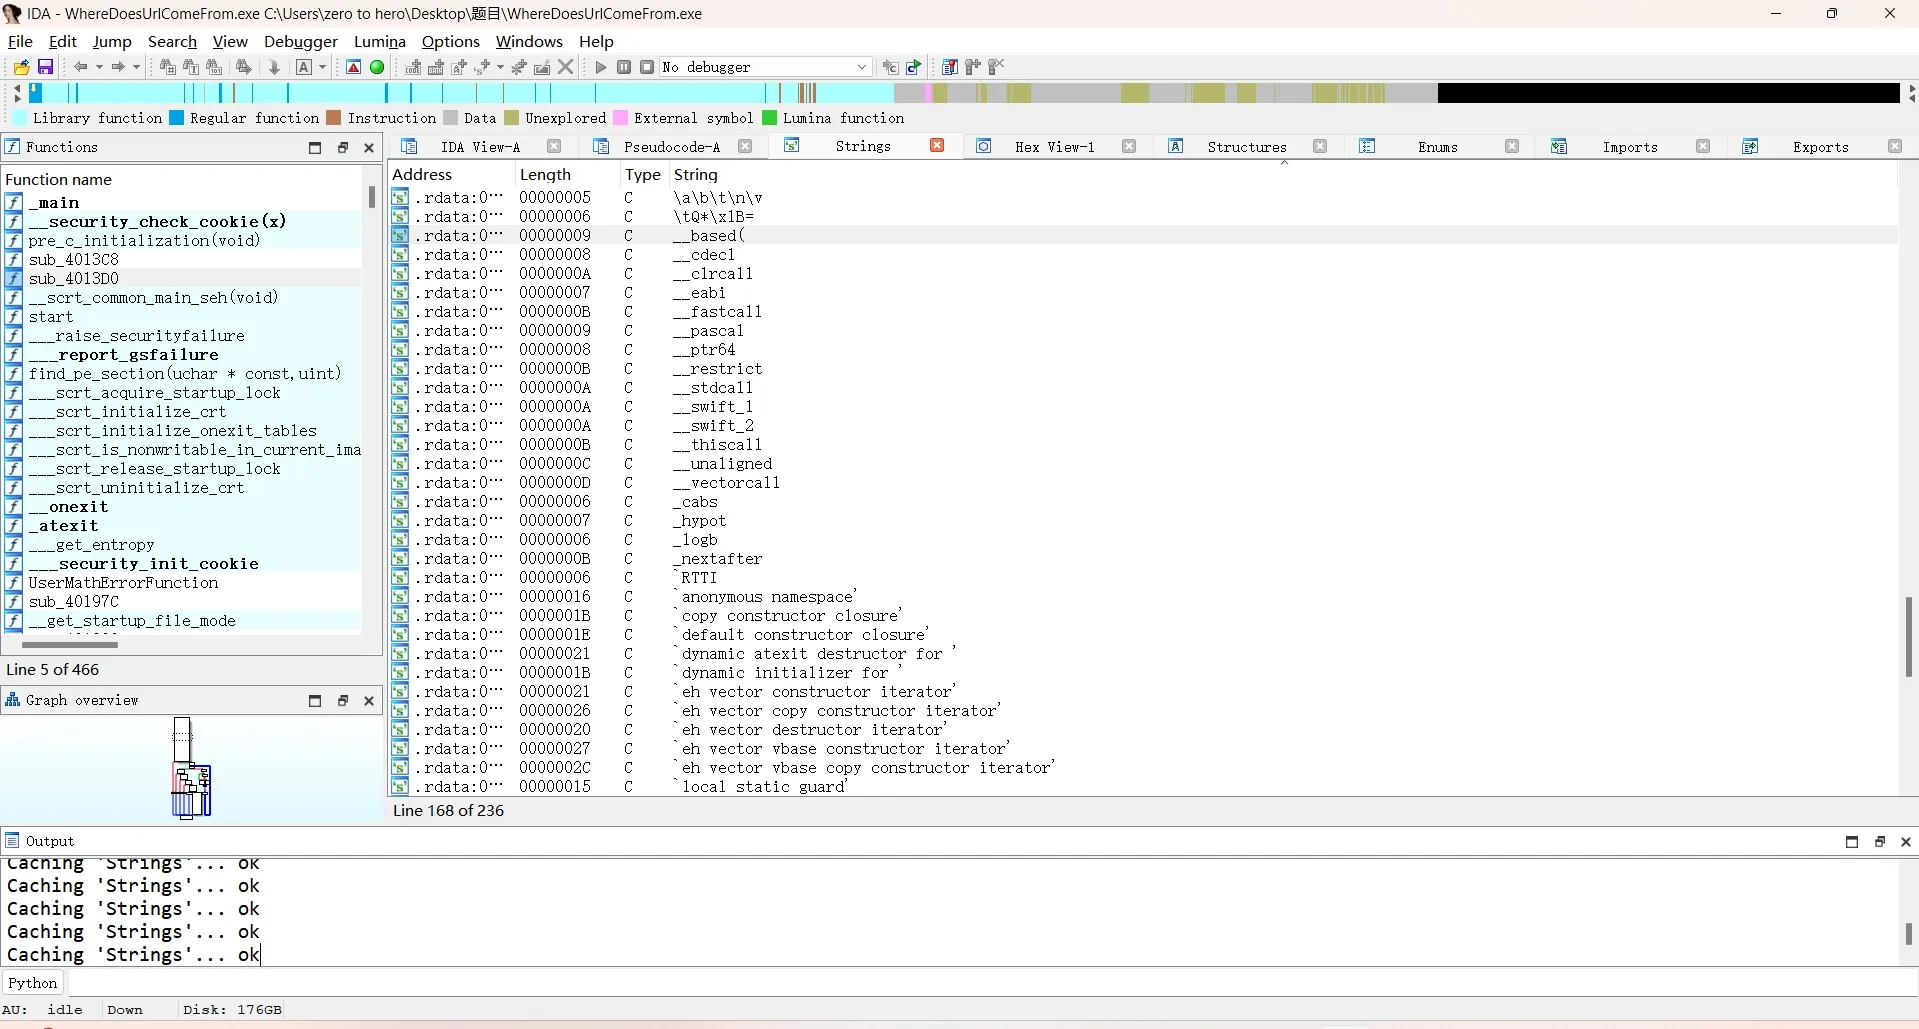 IDA - WhereDoesUrlComeFrom.exe C:\Users\zero to hero\Desktop\题目\WhereDoesUrlComeFrom.exe
File Edit Jump Search View Debugger Lumina Options Windows Help
No debugger
Library function Regular function Instruction Data Unexplored External symbol Lumina function
Functions
IDA View-A Pseudocode-A Strings Hex View-1 Structures Enums Imports Exports
Function name
_main
__security_check_cookie(x)
pre_c_initialization(void)
sub_4013C8
sub_4013D0
__scrt_common_main_seh(void)
start
___raise_securityfailure
___report_gsfailure
find_pe_section(uchar * const,uint)
___scrt_acquire_startup_lock
___scrt_initialize_crt
___scrt_initialize_onexit_tables
___scrt_is_nonwritable_in_current_ima
___scrt_release_startup_lock
___scrt_uninitialize_crt
__onexit
_atexit
___get_entropy
___security_init_cookie
UserMathErrorFunction
sub_40197C
__get_startup_file_mode
Line 5 of 466
Graph overview
Address Length Type String
.rdata:0… 00000005 C \a\b\t\n\v
.rdata:0… 00000006 C \tQ*\x1B=
.rdata:0… 00000009 C __based(
.rdata:0… 00000008 C __cdecl
.rdata:0… 0000000A C __clrcall
.rdata:0… 00000007 C __eabi
.rdata:0… 0000000B C __fastcall
.rdata:0… 00000009 C __pascal
.rdata:0… 00000008 C __ptr64
.rdata:0… 0000000B C __restrict
.rdata:0… 0000000A C __stdcall
.rdata:0… 0000000A C __swift_1
.rdata:0… 0000000A C __swift_2
.rdata:0… 0000000B C __thiscall
.rdata:0… 0000000C C __unaligned
.rdata:0… 0000000D C __vectorcall
.rdata:0… 00000006 C _cabs
.rdata:0… 00000007 C _hypot
.rdata:0… 00000006 C _logb
.rdata:0… 0000000B C _nextafter
.rdata:0… 00000006 C `RTTI
.rdata:0… 00000016 C `anonymous namespace'
.rdata:0… 0000001B C `copy constructor closure'
.rdata:0… 0000001E C `default constructor closure'
.rdata:0… 00000021 C `dynamic atexit destructor for '
.rdata:0… 0000001B C `dynamic initializer for '
.rdata:0… 00000021 C `eh vector constructor iterator'
.rdata:0… 00000026 C `eh vector copy constructor iterator'
.rdata:0… 00000020 C `eh vector destructor iterator'
.rdata:0… 00000027 C `eh vector vbase constructor iterator'
.rdata:0… 0000002C C `eh vector vbase copy constructor iterator'
.rdata:0… 00000015 C `local static guard'
Line 168 of 236
Output
Caching 'Strings'... ok
Caching 'Strings'... ok
Caching 'Strings'... ok
Caching 'Strings'... ok
Caching 'Strings'... ok
Python
AU: idle Down Disk: 176GB